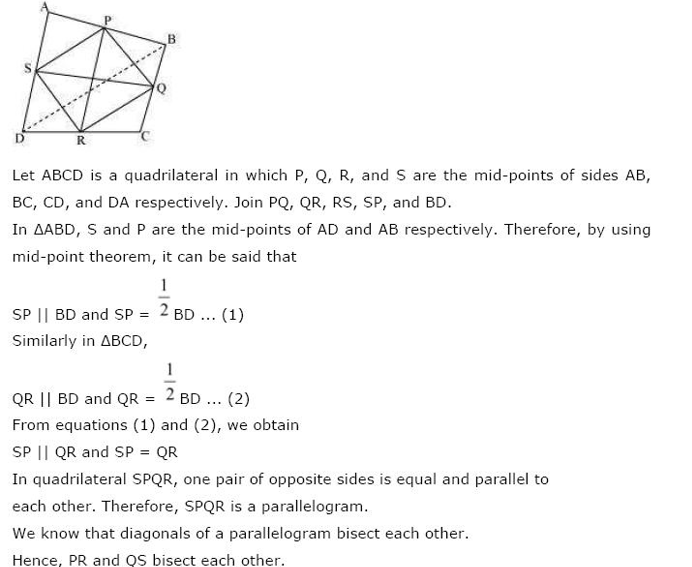 A
P
B
S
Q
D
R
C
Let ABCD is a quadrilateral in which P, Q, R, and S are the mid-points of sides AB,
BC, CD, and DA respectively. Join PQ, QR, RS, SP, and BD.
In ΔABD, S and P are the mid-points of AD and AB respectively. Therefore, by using
mid-point theorem, it can be said that
SP || BD and SP = 1/2 BD ... (1)
Similarly in ΔBCD,
QR || BD and QR = 1/2 BD ... (2)
From equations (1) and (2), we obtain
SP || QR and SP = QR
In quadrilateral SPQR, one pair of opposite sides is equal and parallel to
each other. Therefore, SPQR is a parallelogram.
We know that diagonals of a parallelogram bisect each other.
Hence, PR and QS bisect each other.